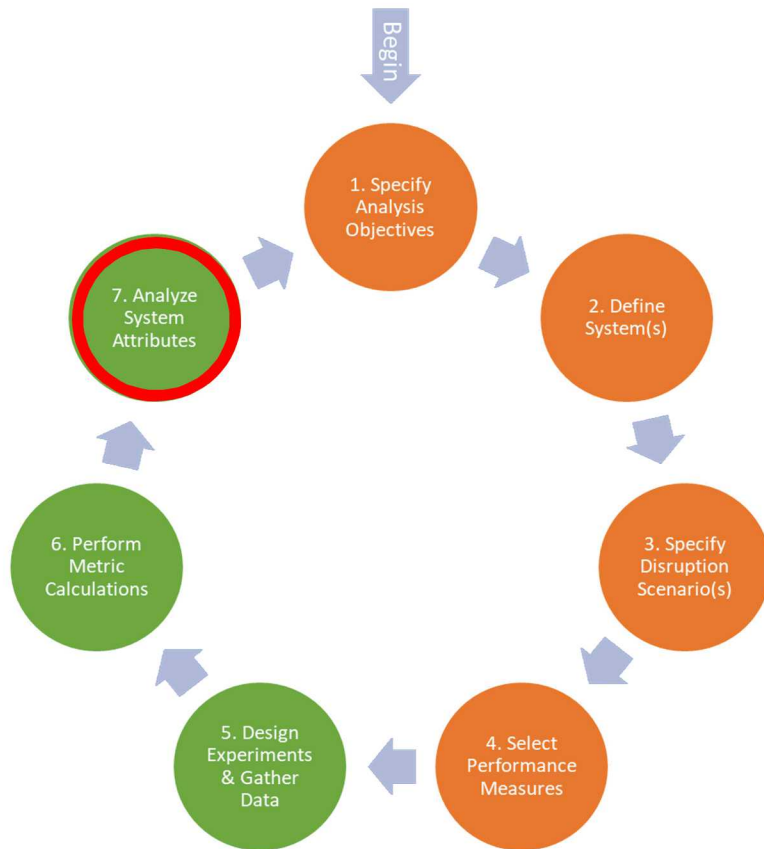 Begin
1. Specify
Analysis
Objectives
2. Define
System(s)
3. Specify
Disruption
Scenario(s)
4. Select
Performance
Measures
5. Design
Experiments
& Gather
Data
6. Perform
Metric
Calculations
7. Analyze
System
Attributes